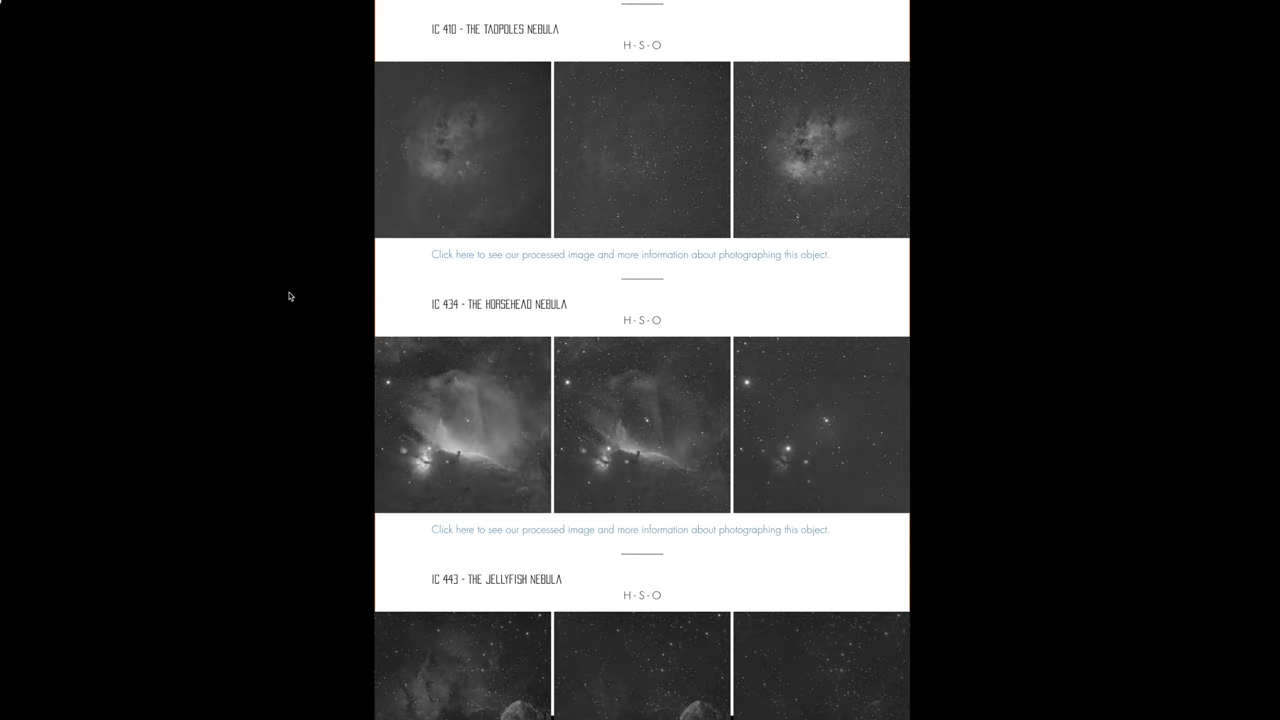 IC 410 - THE TADPOLES NEBULA
H - S - O
Click here to see our processed image and more information about photographing this object.
IC 434 - THE HORSEHEAD NEBULA
H - S - O
Click here to see our processed image and more information about photographing this object.
IC 443 - THE JELLYFISH NEBULA
H - S - O